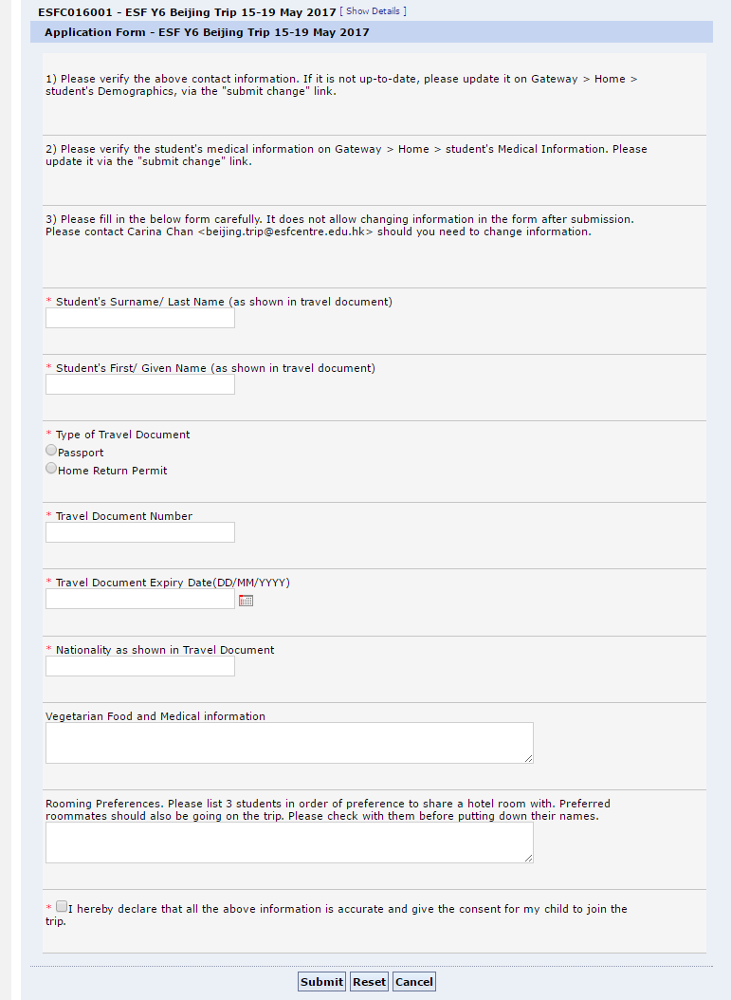 ESFC016001 - ESF Y6 Beijing Trip 15-19 May 2017 [ Show Details ]
Application Form - ESF Y6 Beijing Trip 15-19 May 2017
1) Please verify the above contact information. If it is not up-to-date, please update it on Gateway > Home >
student's Demographics, via the "submit change" link.
2) Please verify the student's medical information on Gateway > Home > student's Medical Information. Please
update it via the "submit change" link.
3) Please fill in the below form carefully. It does not allow changing information in the form after submission.
Please contact Carina Chan <beijing.trip@esfcentre.edu.hk> should you need to change information.
* Student's Surname/ Last Name (as shown in travel document)
* Student's First/ Given Name (as shown in travel document)
* Type of Travel Document
Passport
Home Return Permit
* Travel Document Number
* Travel Document Expiry Date(DD/MM/YYYY)
* Nationality as shown in Travel Document
Vegetarian Food and Medical information
Rooming Preferences. Please list 3 students in order of preference to share a hotel room with. Preferred
roommates should also be going on the trip. Please check with them before putting down their names.
* I hereby declare that all the above information is accurate and give the consent for my child to join the
trip.
Submit Reset Cancel